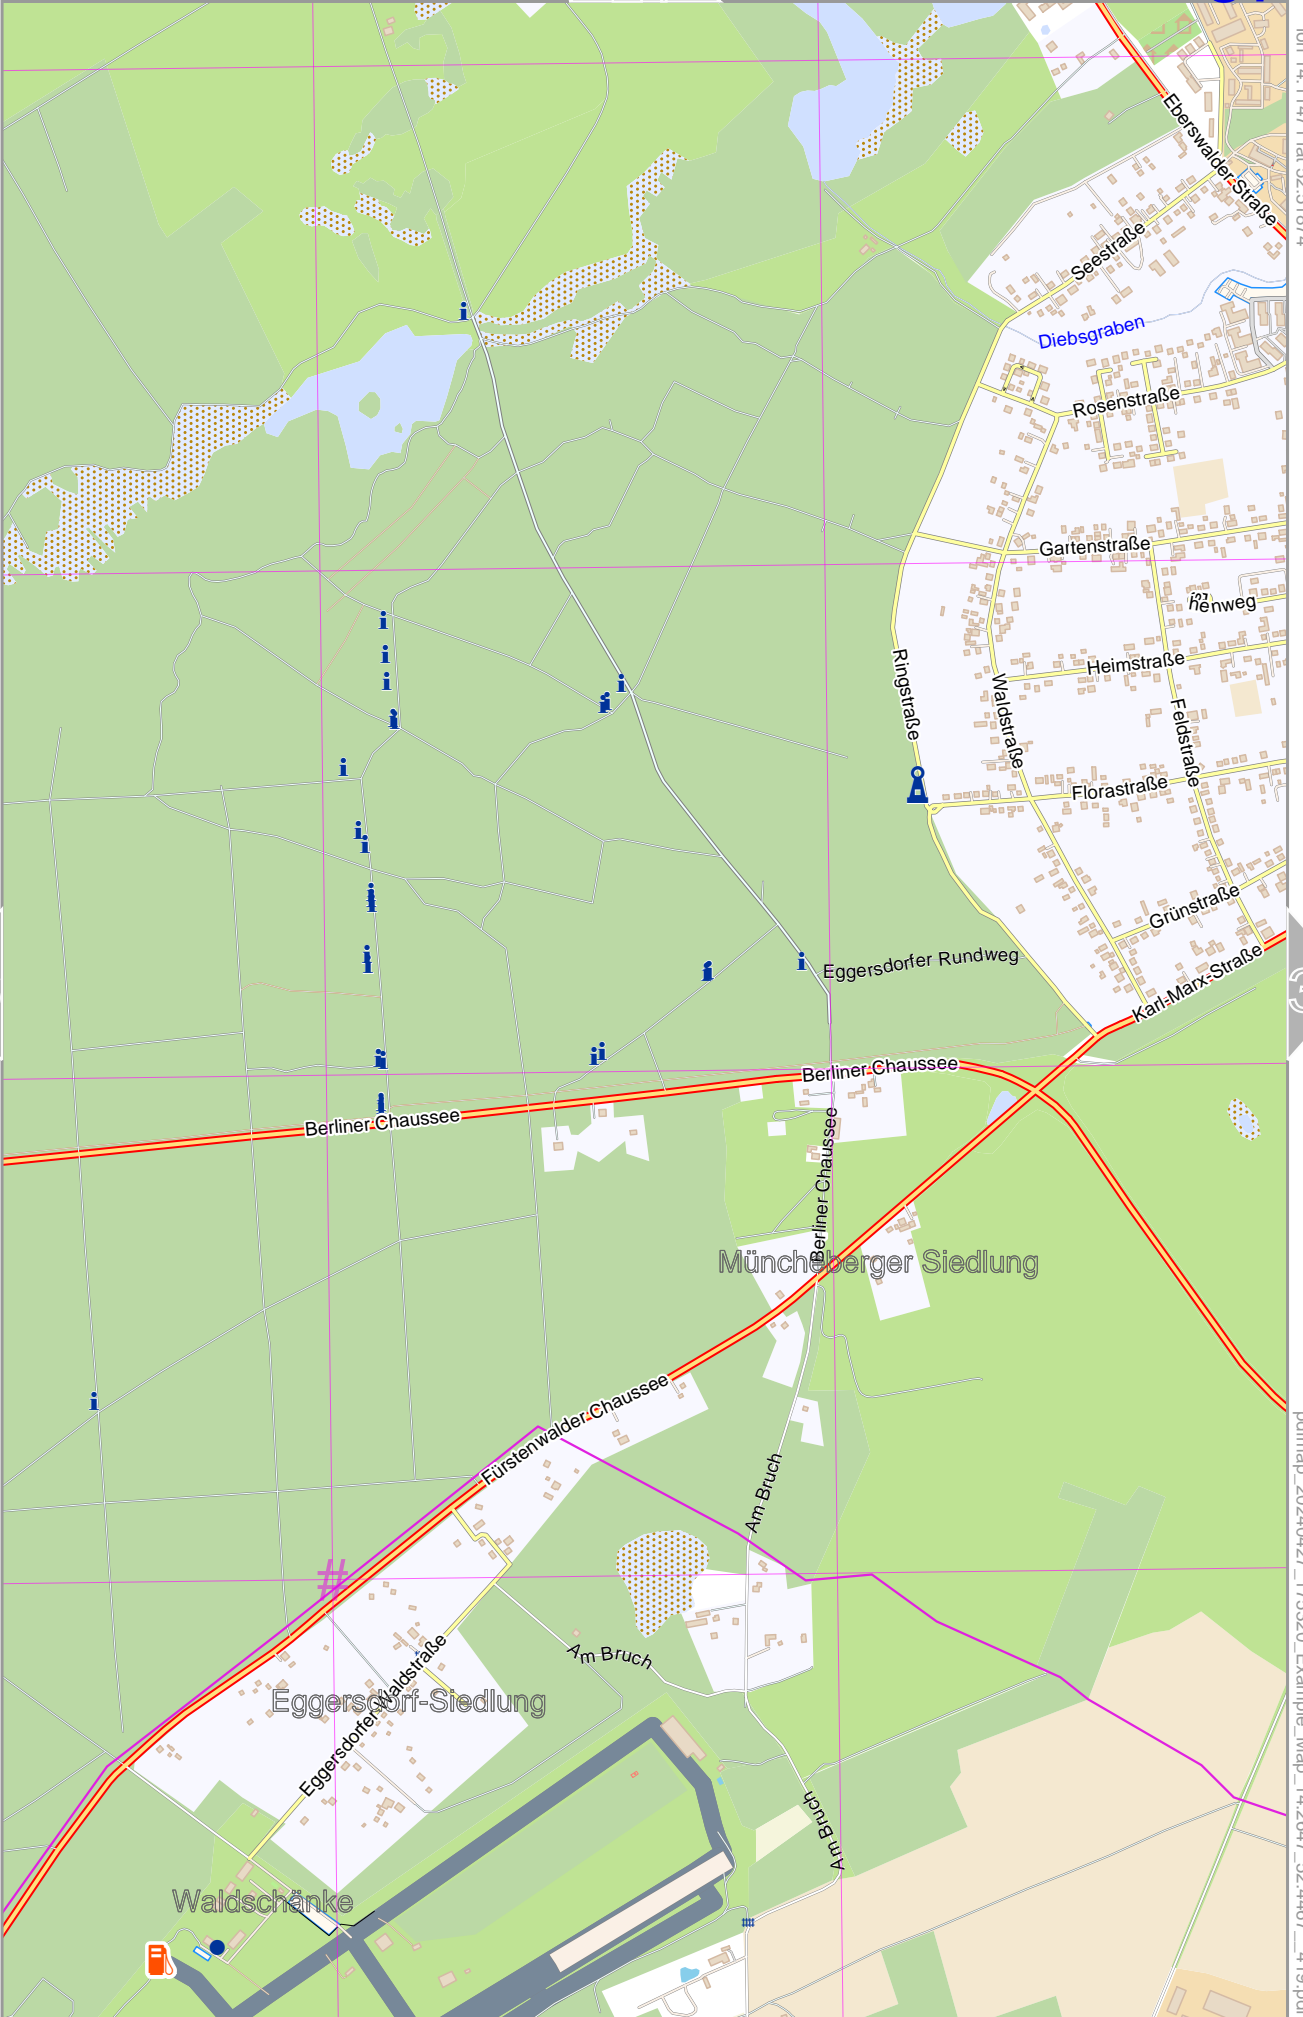 Eberswalder Straße
Seestraße
Diebsgraben
Rosenstraße
Gartenstraße
henweg
Heimstraße
Ringstraße
Waldstraße
Feldstraße
Florastraße
Grünstraße
Eggersdorfer Rundweg
Karl-Marx-Straße
Berliner Chaussee
Berliner Chaussee
Berliner Chaussee
Müncheberger Siedlung
Fürstenwalder Chaussee
Am Bruch
#
Am Bruch
Eggersdorfer Waldstraße
Eggersdorf-Siedlung
Am Bruch
Waldschänke